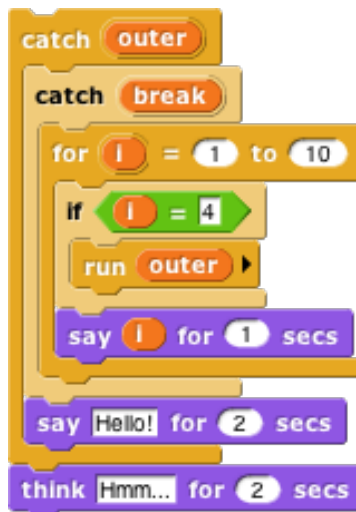 catch outer
catch break
for i = 1 to 10
if i = 4
run outer
say i for 1 secs
say Hello! for 2 secs
think Hmm... for 2 secs